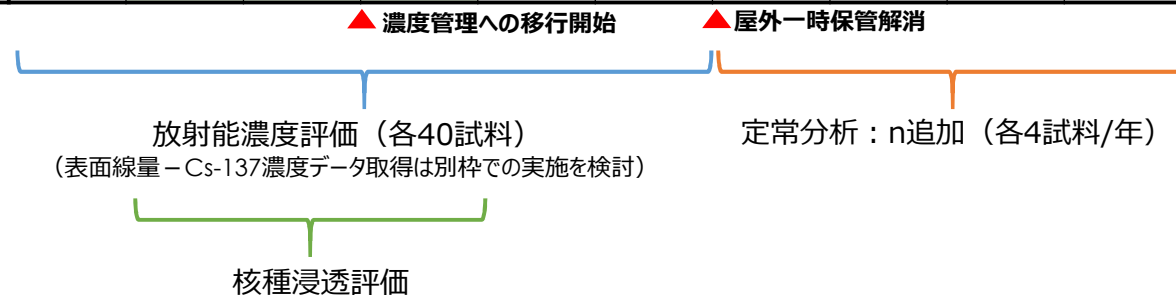 ▲ 濃度管理への移行開始
▲ 屋外一時保管解消
放射能濃度評価（各40試料）
（表面線量－Cs-137濃度データ取得は別枠での実施を検討）
定常分析：n追加（各4試料/年）
核種浸透評価